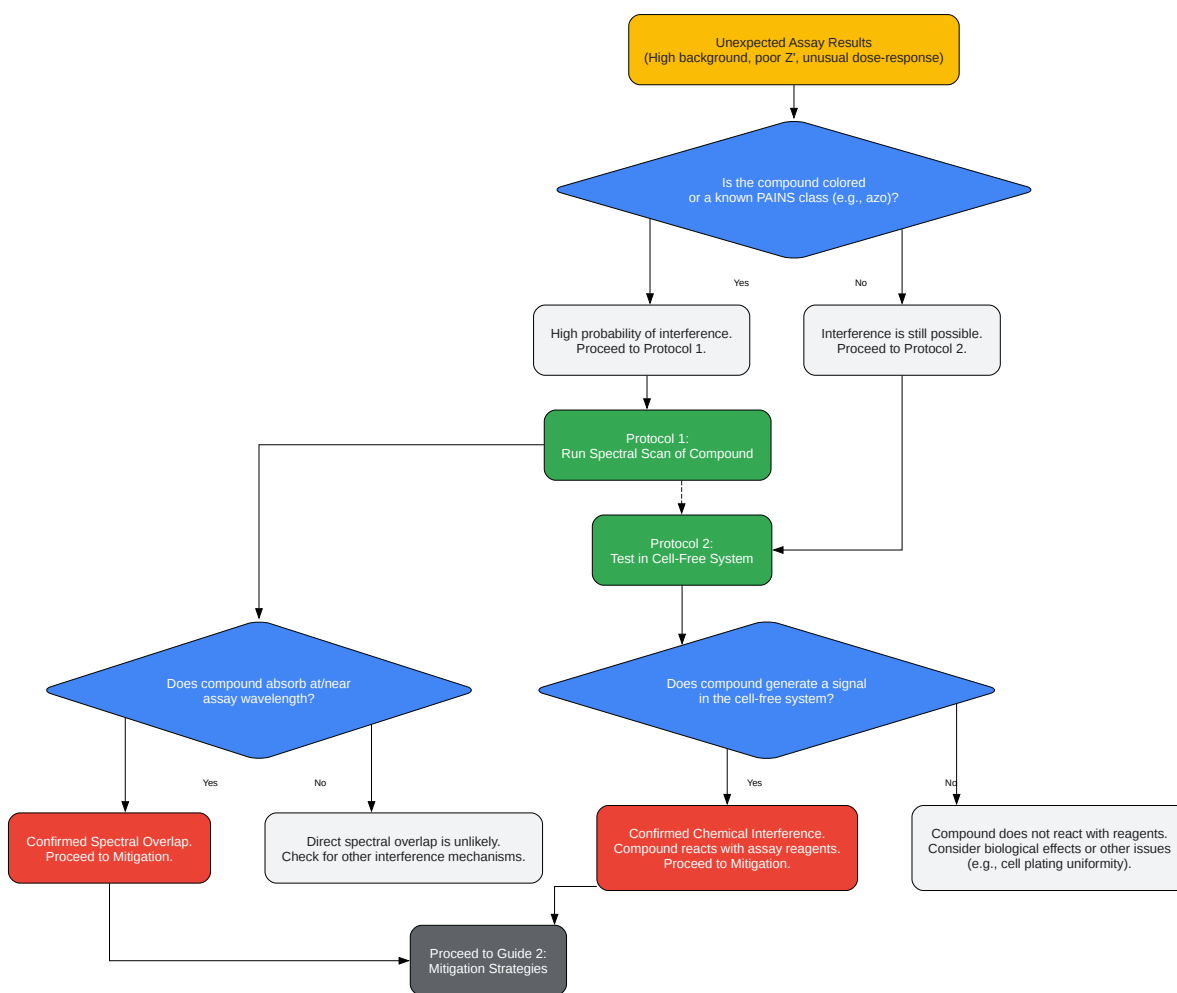 Unexpected Assay Results
(High background, poor Z', unusual dose-response)
Is the compound colored
or a known PAINS class (e.g., azo)?
Yes
No
High probability of interference.
Proceed to Protocol 1.
Interference is still possible.
Proceed to Protocol 2.
Protocol 1:
Run Spectral Scan of Compound
Protocol 2:
Test in Cell-Free System
Does compound absorb at/near
assay wavelength?
Does compound generate a signal
in the cell-free system?
Yes
No
Yes
No
Confirmed Spectral Overlap.
Proceed to Mitigation.
Direct spectral overlap is unlikely.
Check for other interference mechanisms.
Confirmed Chemical Interference.
Compound reacts with assay reagents.
Proceed to Mitigation.
Compound does not react with reagents.
Consider biological effects or other issues
(e.g., cell plating uniformity).
Proceed to Guide 2:
Mitigation Strategies